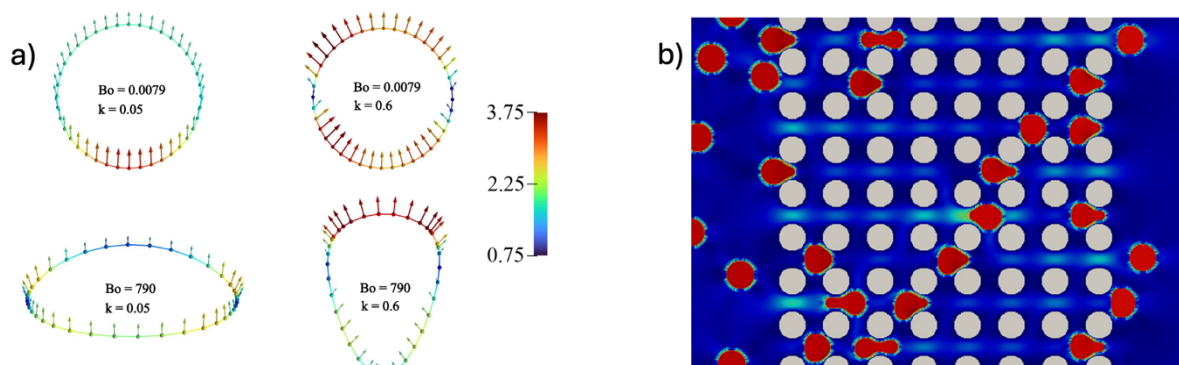 a)
Bo = 0.0079
k = 0.05
Bo = 0.0079
k = 0.6
3.75
2.25
0.75
Bo = 790
k = 0.05
Bo = 790
k = 0.6
b)